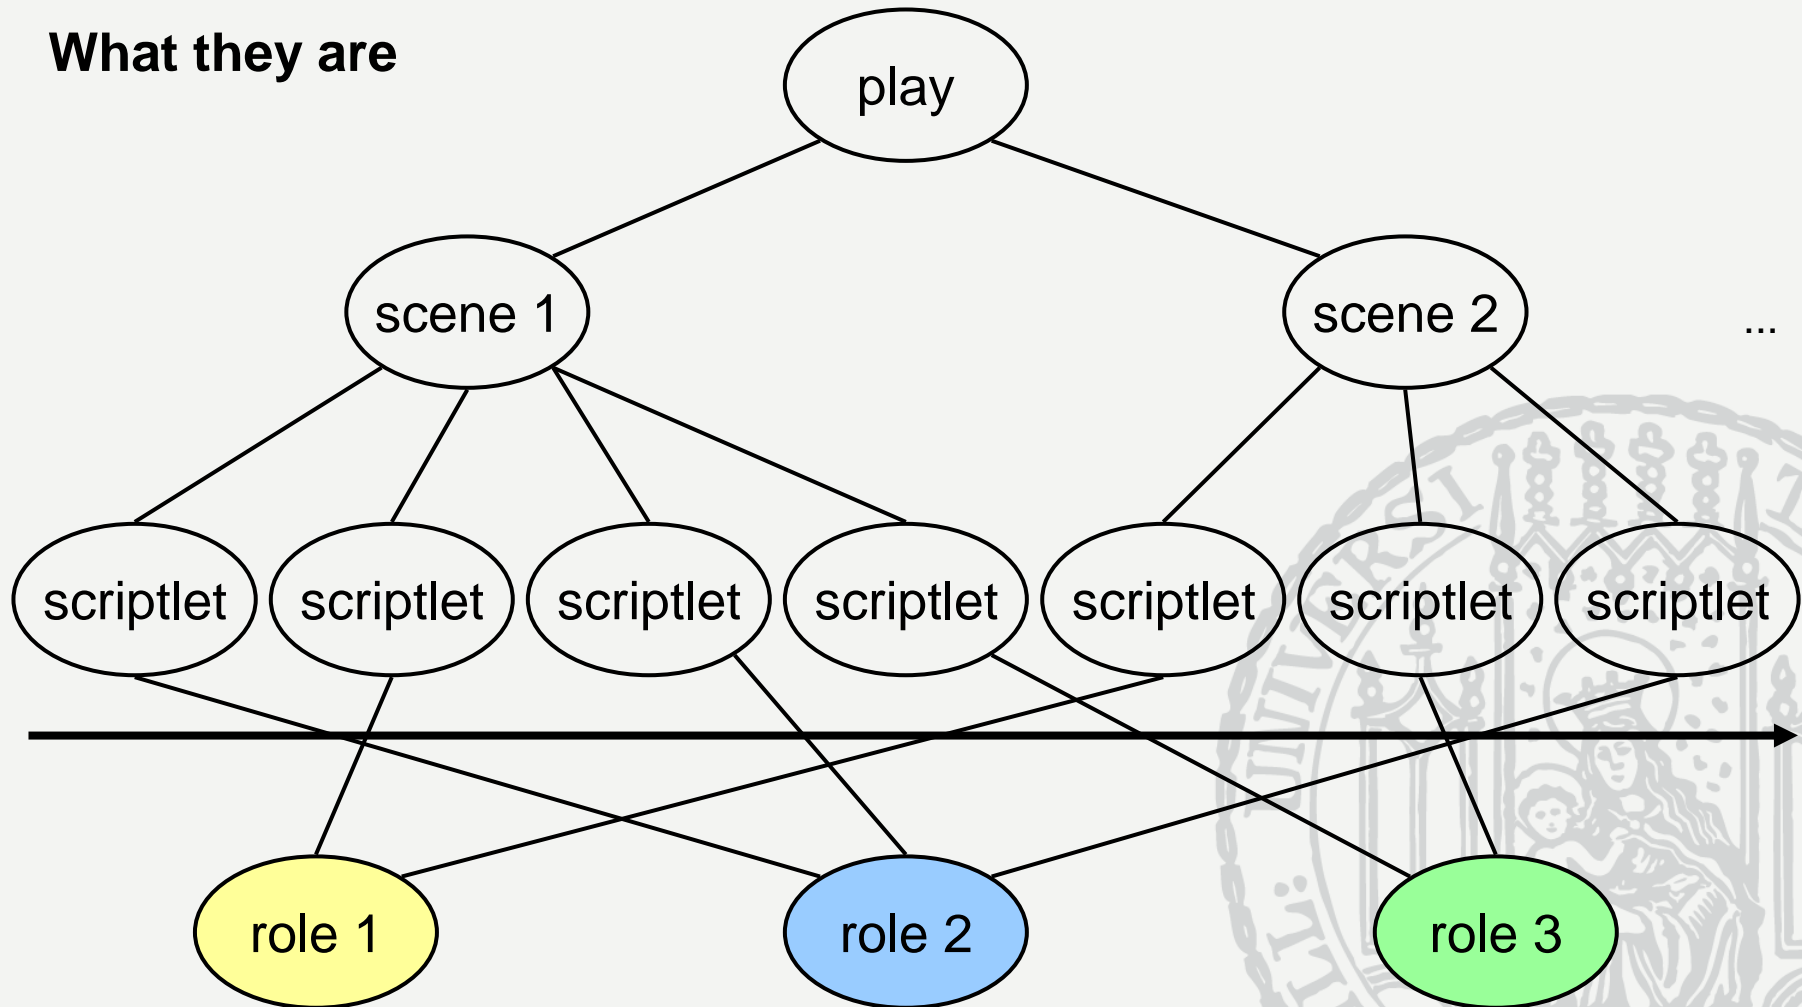 What they are
play
scene 1
scene 2
...
scriptlet
scriptlet
scriptlet
scriptlet
scriptlet
scriptlet
scriptlet
role 1
role 2
role 3